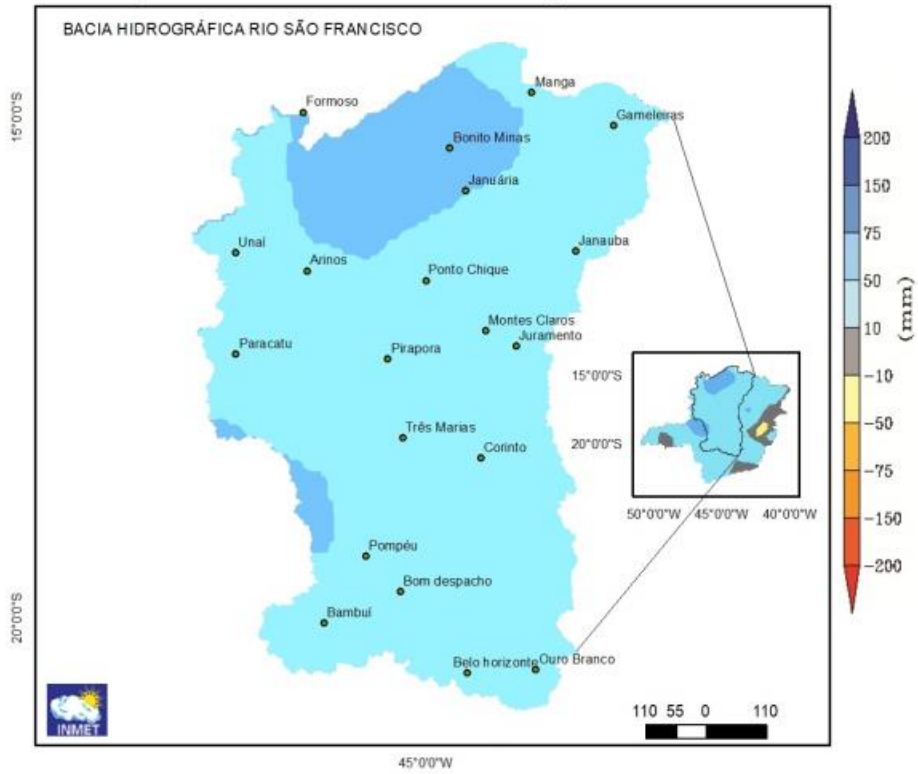 BACIA HIDROGRÁFICA RIO SÃO FRANCISCO
Manga
Formoso
Gameleiras
Bonito Minas
Januária
Unaí
Janauba
Arinos
Ponto Chique
Montes Claros
Juramento
Paracatu
Pirapora
Três Marias
Corinto
Pompéu
Bom despacho
Bambuí
Belo horizonte
Ouro Branco
15°0'0"S
20°0'0"S
45°0'0"W
15°0'0"S
20°0'0"S
50°0'0"W 45°0'0"W 40°0'0"W
110 55 0 110
INMET
200
150
75
50
10
-10
-50
-75
-150
-200
(mm)